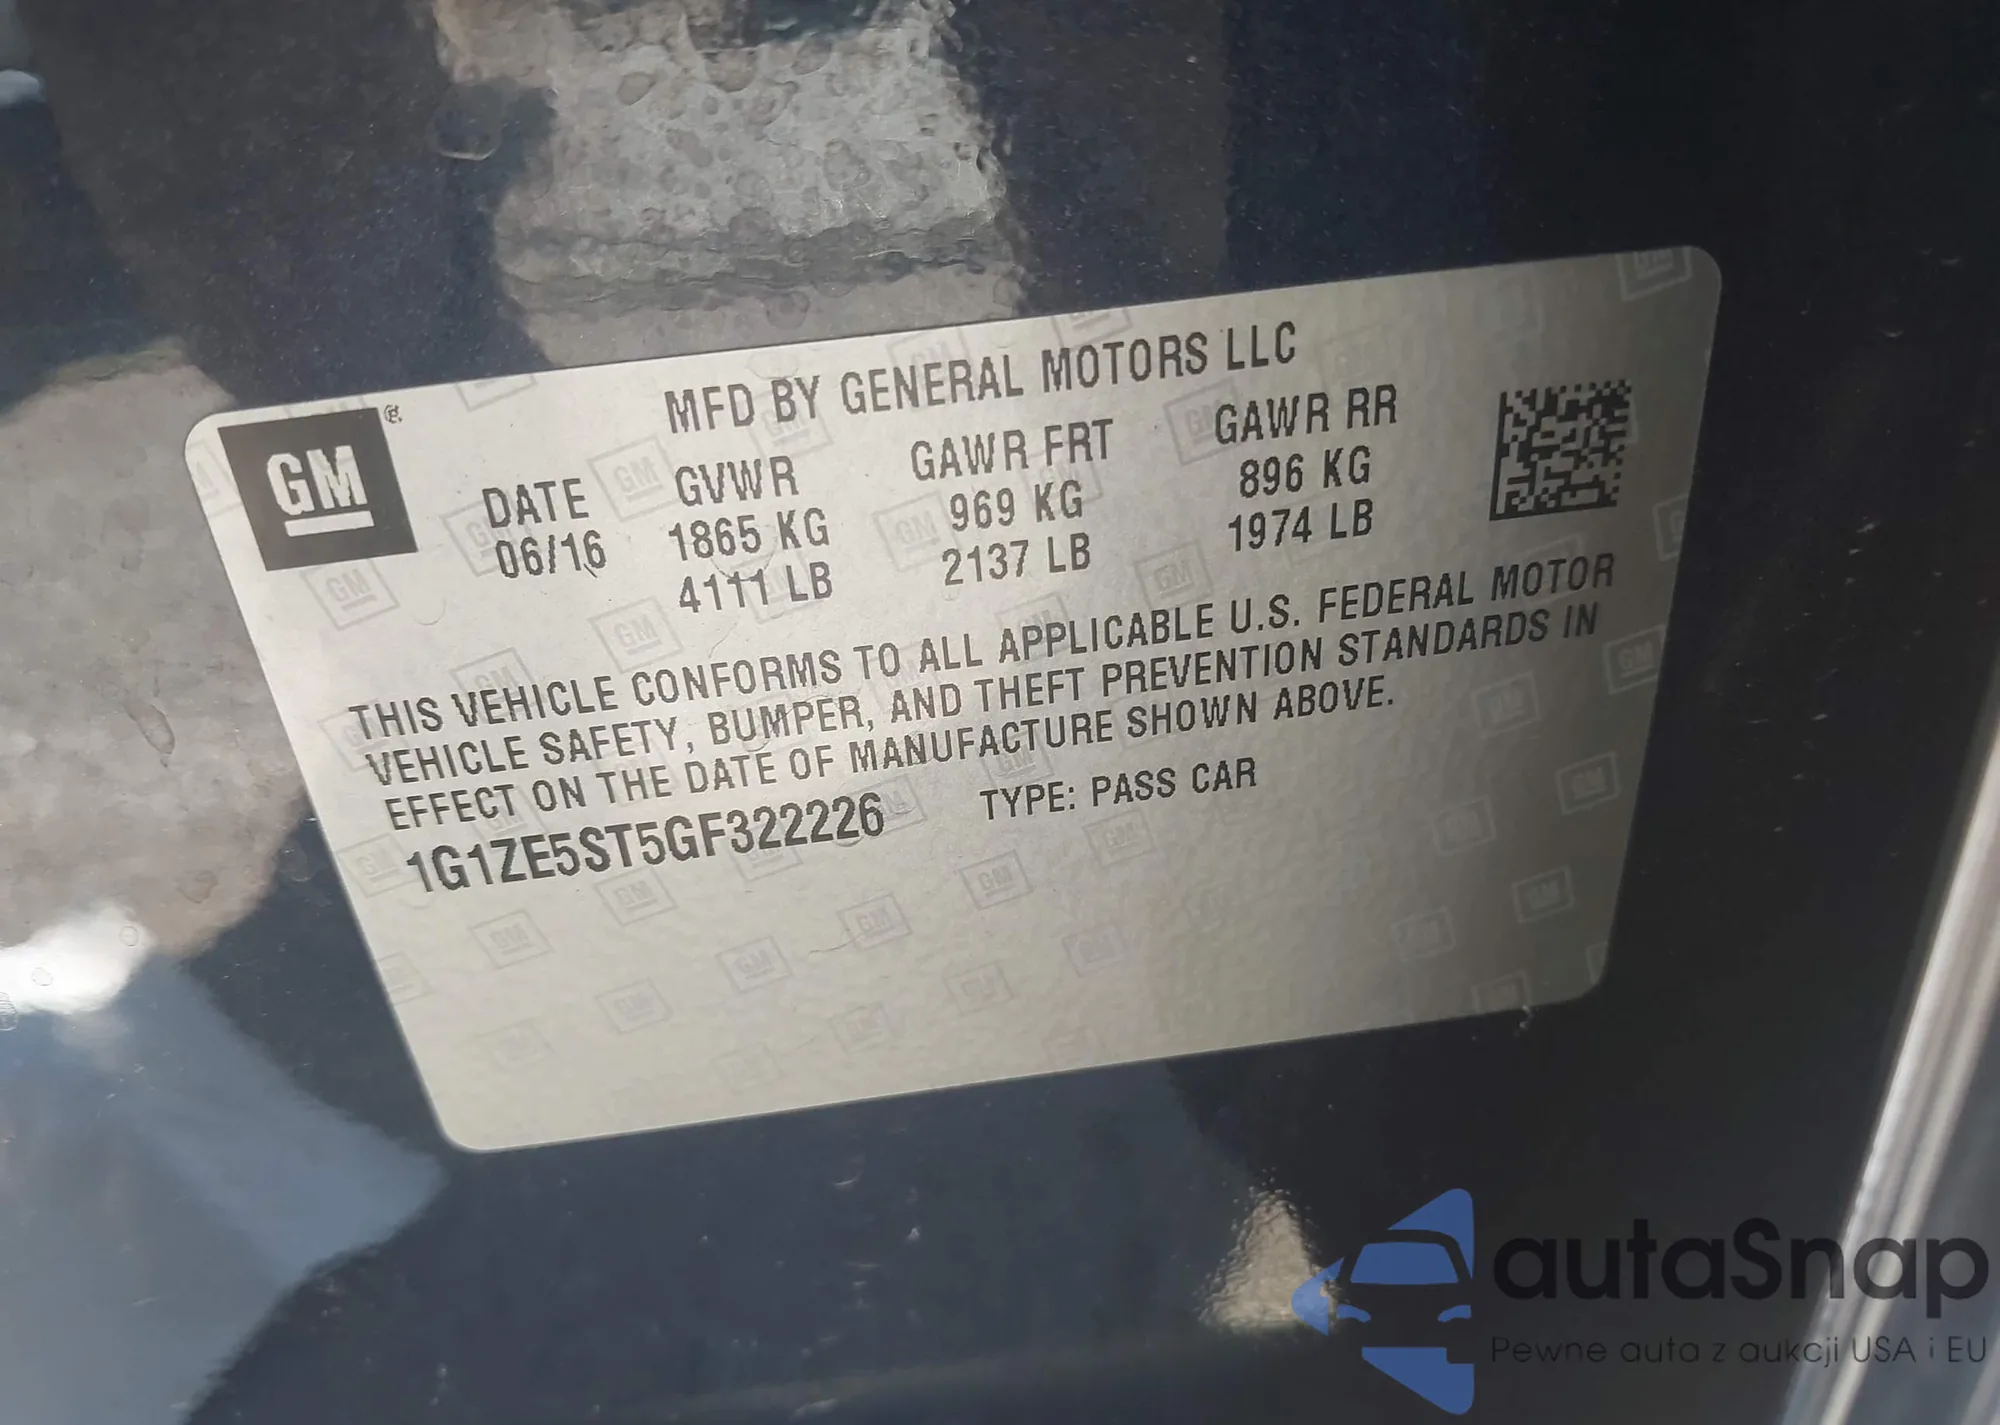 GM
®
MFD BY GENERAL MOTORS LLC
DATE GVWR GAWR FRT GAWR RR
06/16 1865 KG 969 KG 896 KG
4111 LB 2137 LB 1974 LB
THIS VEHICLE CONFORMS TO ALL APPLICABLE U.S. FEDERAL MOTOR
VEHICLE SAFETY, BUMPER, AND THEFT PREVENTION STANDARDS IN
EFFECT ON THE DATE OF MANUFACTURE SHOWN ABOVE.
1G1ZE5ST5GF322226 TYPE: PASS CAR
autaSnap
Pewne auta z aukcji USA i EU